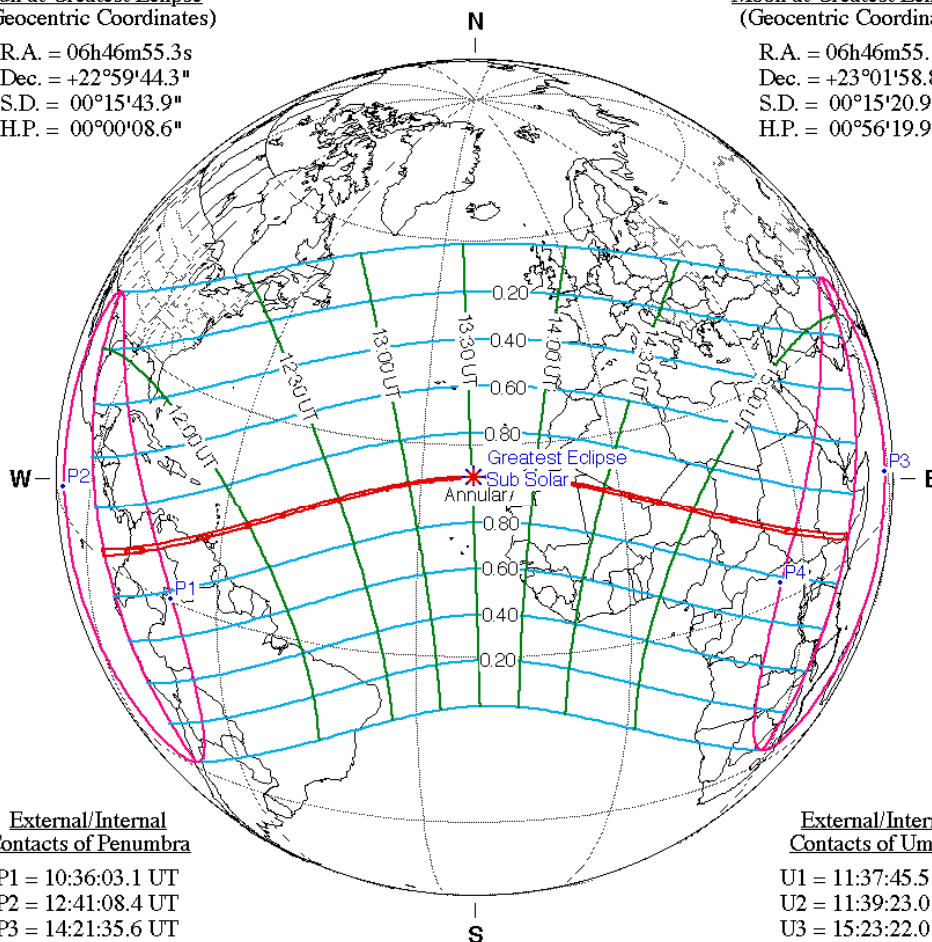 (Geocentric Coordinates)
N
(Geocentric Coordina
R.A. = 06h46m55.3s
Dec. = +22°59'44.3"
S.D. = 00°15'43.9"
H.P. = 00°00'08.6"
R.A. = 06h46m55.
Dec. = +23°01'58.8
S.D. = 00°15'20.9
H.P. = 00°56'19.9
0.20
0.40
0.60
0.80
12:00 UT
12:30 UT
13:00 UT
13:30 UT
14:00 UT
14:30 UT
15:00 UT
W
P2
Greatest Eclipse
Sub Solar
Annular
P3
E
0.80
0.60
0.40
0.20
P1
P4
External/Internal
Contacts of Penumbra
P1 = 10:36:03.1 UT
P2 = 12:41:08.4 UT
P3 = 14:21:35.6 UT
External/Intern
Contacts of Um
U1 = 11:37:45.5
U2 = 11:39:23.0
U3 = 15:23:22.0
S